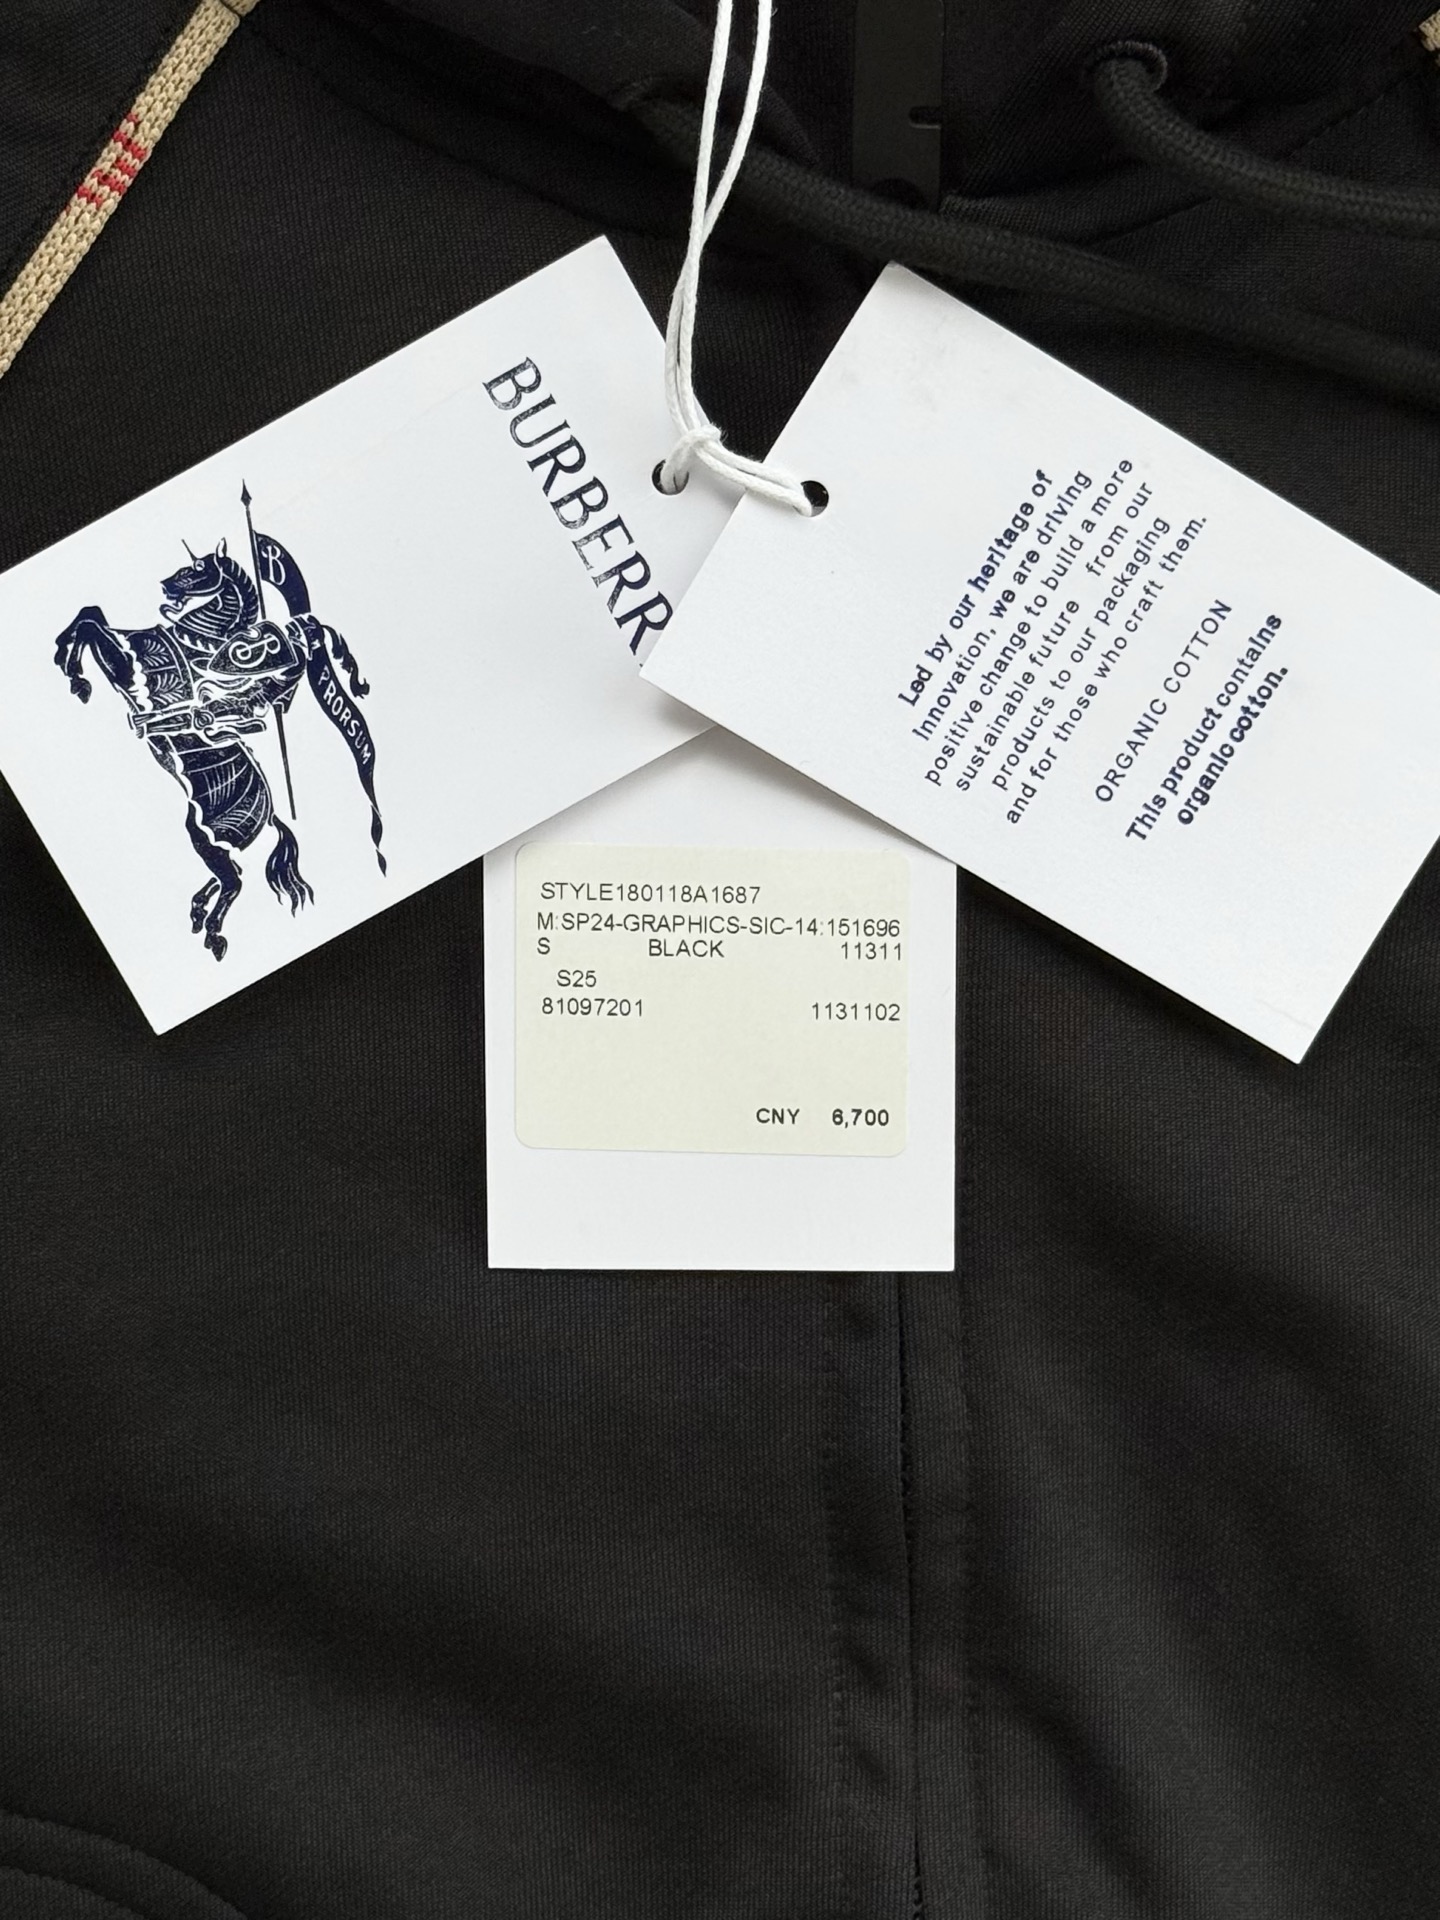 BURBERR
B
PRORSUM
Led by our heritage of
innovation, we are driving
positive change to build a more
sustainable future from our
products to our packaging
and for those who craft them.
ORGANIC COTTON
This product contains
organic cotton.
STYLE180118A1687
M:SP24-GRAPHICS-SIC-14:151696
S BLACK 11311
S25
81097201 1131102
CNY 6,700